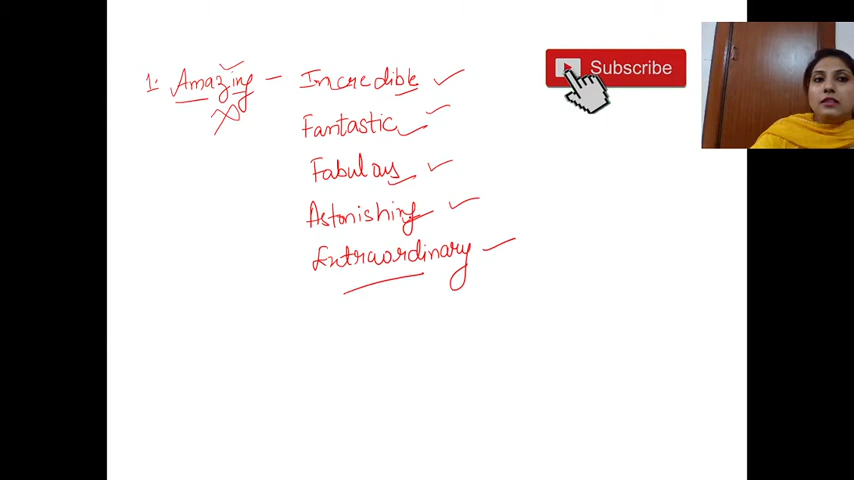 1. Amazing - Incredible
Fantastic
Fabulous
Astonishing
Extraordinary
Subscribe